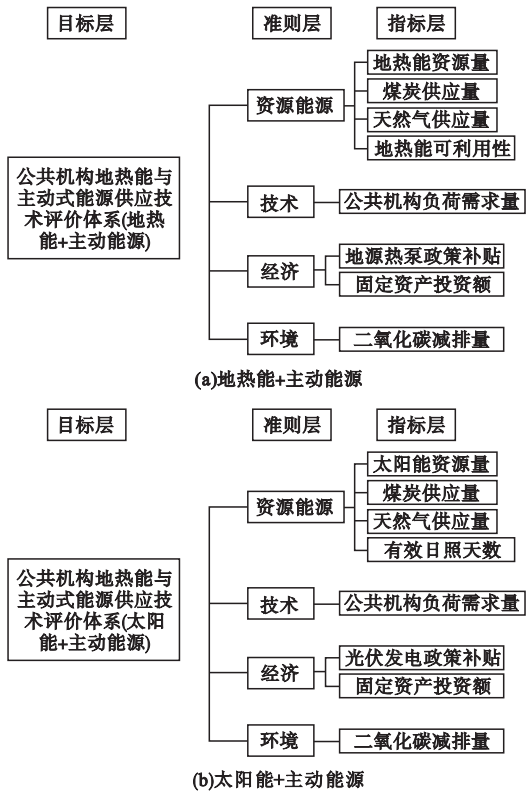 目标层 准则层 指标层
公共机构地热能与
主动式能源供应技
术评价体系(地热
能+主动能源)
资源能源
地热能资源量
煤炭供应量
天然气供应量
地热能可利用性
技术
公共机构负荷需求量
经济
地源热泵政策补贴
固定资产投资额
环境
二氧化碳减排量
(a)地热能+主动能源
目标层 准则层 指标层
公共机构地热能与
主动式能源供应技
术评价体系(太阳
能+主动能源)
资源能源
太阳能资源量
煤炭供应量
天然气供应量
有效日照天数
技术
公共机构负荷需求量
经济
光伏发电政策补贴
固定资产投资额
环境
二氧化碳减排量
(b)太阳能+主动能源